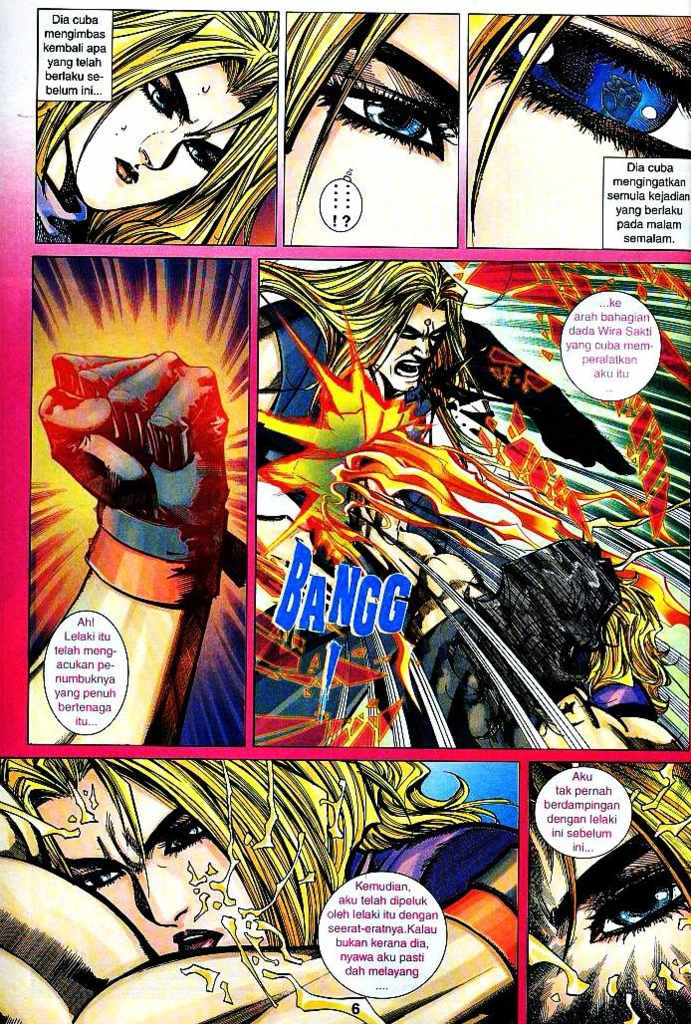 Dia cuba
mengimbas
kembali apa
yang telah
berlaku se-
belum ini...
!?
Dia cuba
mengingatkan
semula kejadian
yang berlaku
pada malam
semalam.
Ah!
Lelaki itu
telah meng-
acukan pe-
numbuknya
yang penuh
bertenaga
itu...
...ke
arah bahagian
dada Wira Sakti
yang cuba mem-
peralatkan
aku itu
...
BANGG
!
Kemudian,
aku telah dipeluk
oleh lelaki itu dengan
seerat-eratnya.Kalau
bukan kerana dia,
nyawa aku pasti
dah melayang
....
Aku
tak pernah
berdampingan
dengan lelaki
ini sebelum
ini...
6